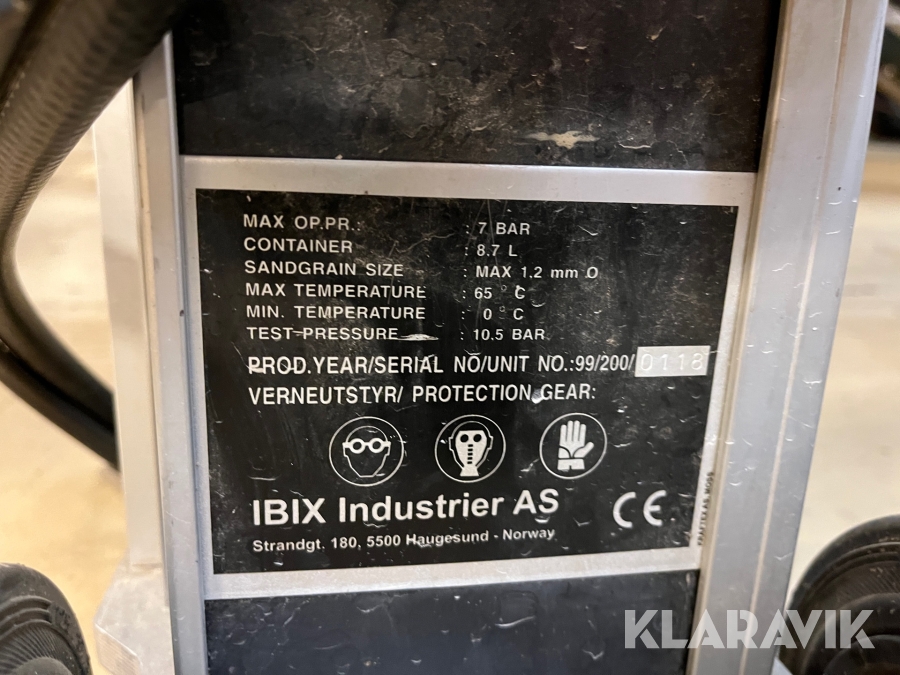 MAX OP.PR. : 7 BAR
CONTAINER : 8.7 L
SANDGRAIN SIZE : MAX 1.2 mm O
MAX TEMPERATURE : 65 ° C
MIN. TEMPERATURE : 0 ° C
TEST-PRESSURE : 10.5 BAR
PROD.YEAR/SERIAL NO/UNIT NO.:99/200/0118
VERNEUTSTYR/ PROTECTION GEAR:
IBIX Industrier AS
CE
Strandgt. 180, 5500 Haugesund - Norway
KLARAVIK